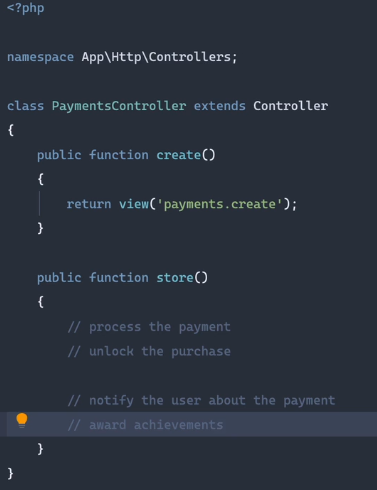 <?php
namespace App\Http\Controllers;
class PaymentsController extends Controller
{
    public function create()
    {
        return view('payments.create');
    }
    public function store()
    {
        // process the payment
        // unlock the purchase
        // notify the user about the payment
        // award achievements
    }
}